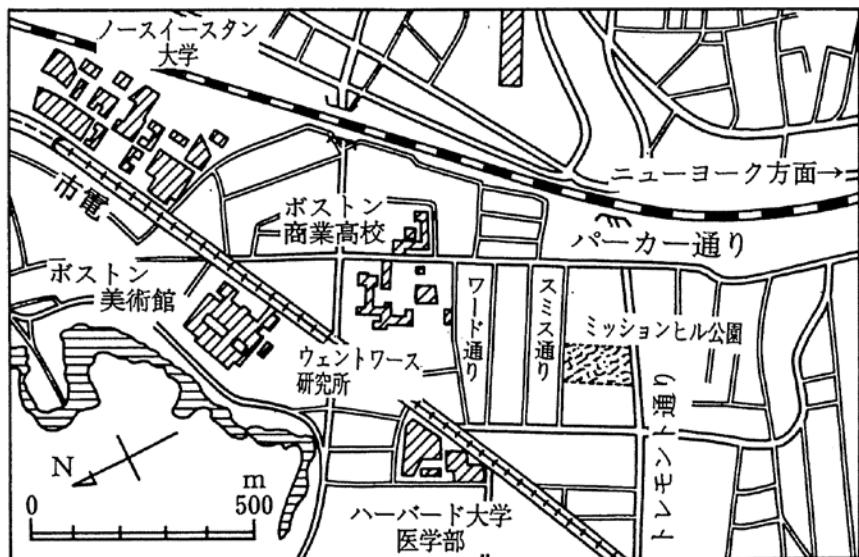 ノースイースタン
大学
ニューヨーク方面→
市電
ボストン
商業高校
パーカー通り
ボストン
美術館
ワード通り
スミス通り
ミッションヒル公園
ウェントワース
研究所
トレモント通り
N
m
0 500
ハーバード大学
医学部